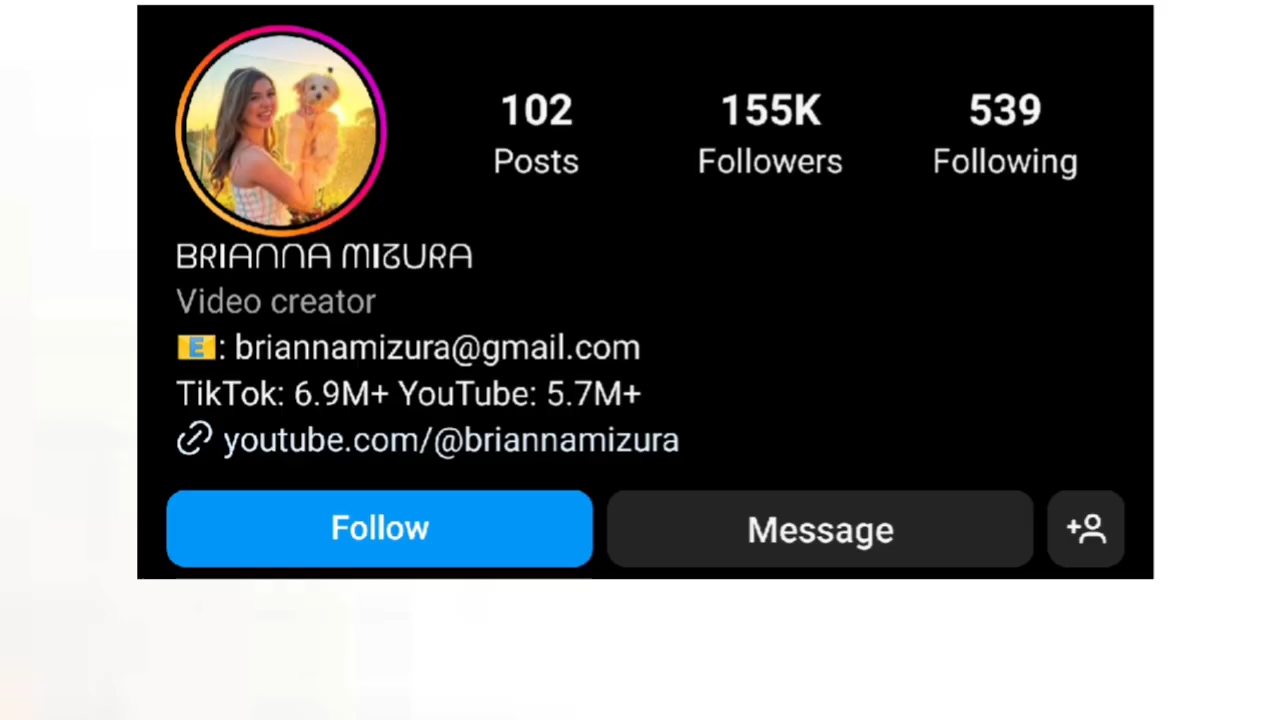 102 155K 539
Posts Followers Following
BRIANNA MIZURA
Video creator
📧: briannamizura@gmail.com
TikTok: 6.9M+ YouTube: 5.7M+
youtube.com/@briannamizura
Follow Message